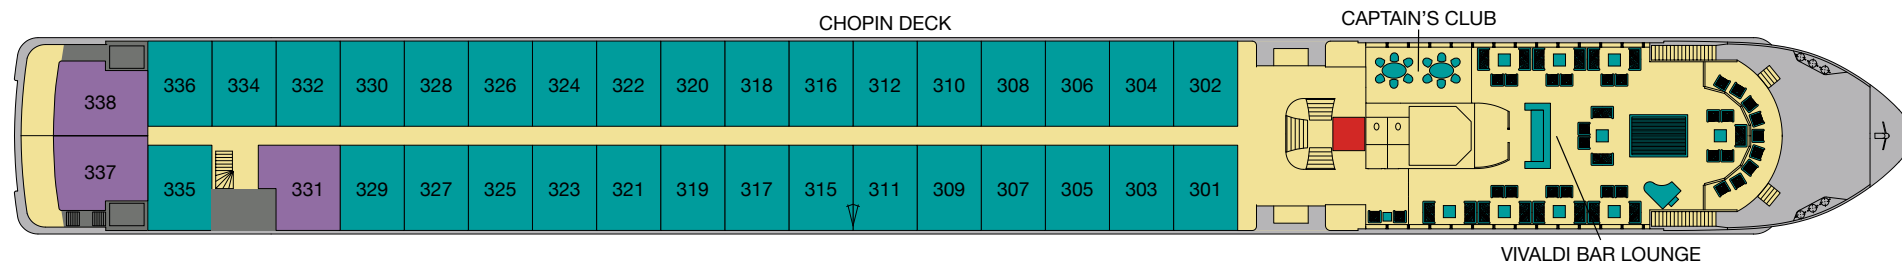 CHOPIN DECK
CAPTAIN'S CLUB
336 334 332 330 328 326 324 322 320 318 316 312 310 308 306 304 302
338
337
335 331 329 327 325 323 321 319 317 315 311 309 307 305 303 301
VIVALDI BAR LOUNGE